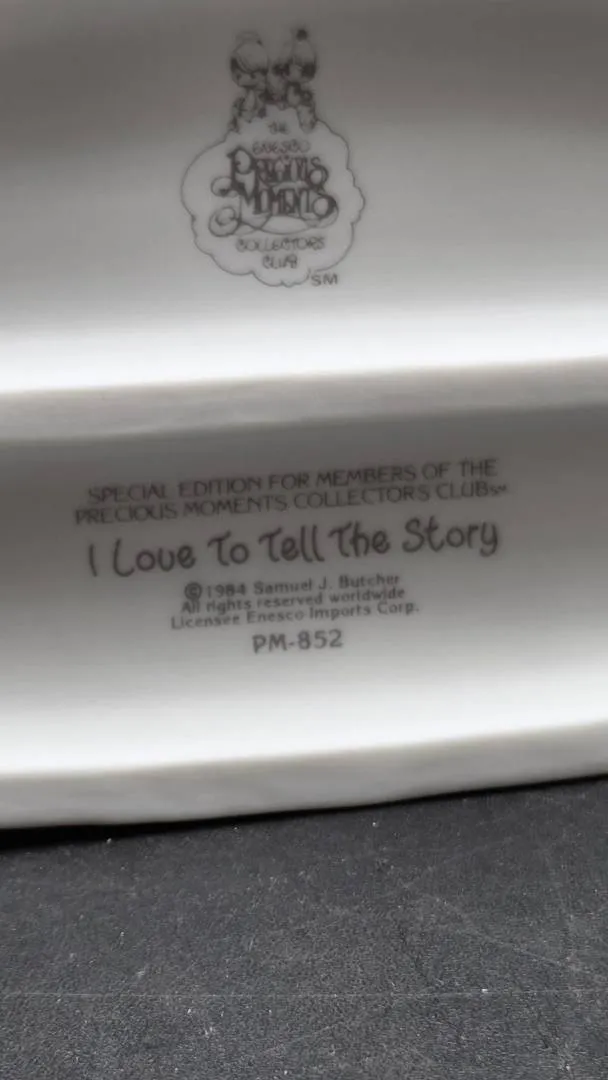 THE
ENESCO
PRECIOUS
MOMENTS
COLLECTORS
CLUB
SM
SPECIAL EDITION FOR MEMBERS OF THE
PRECIOUS MOMENTS COLLECTORS CLUB℠
I Love To Tell The Story
©1984 Samuel J. Butcher
All rights reserved worldwide
Licensee Enesco Imports Corp.
PM-852